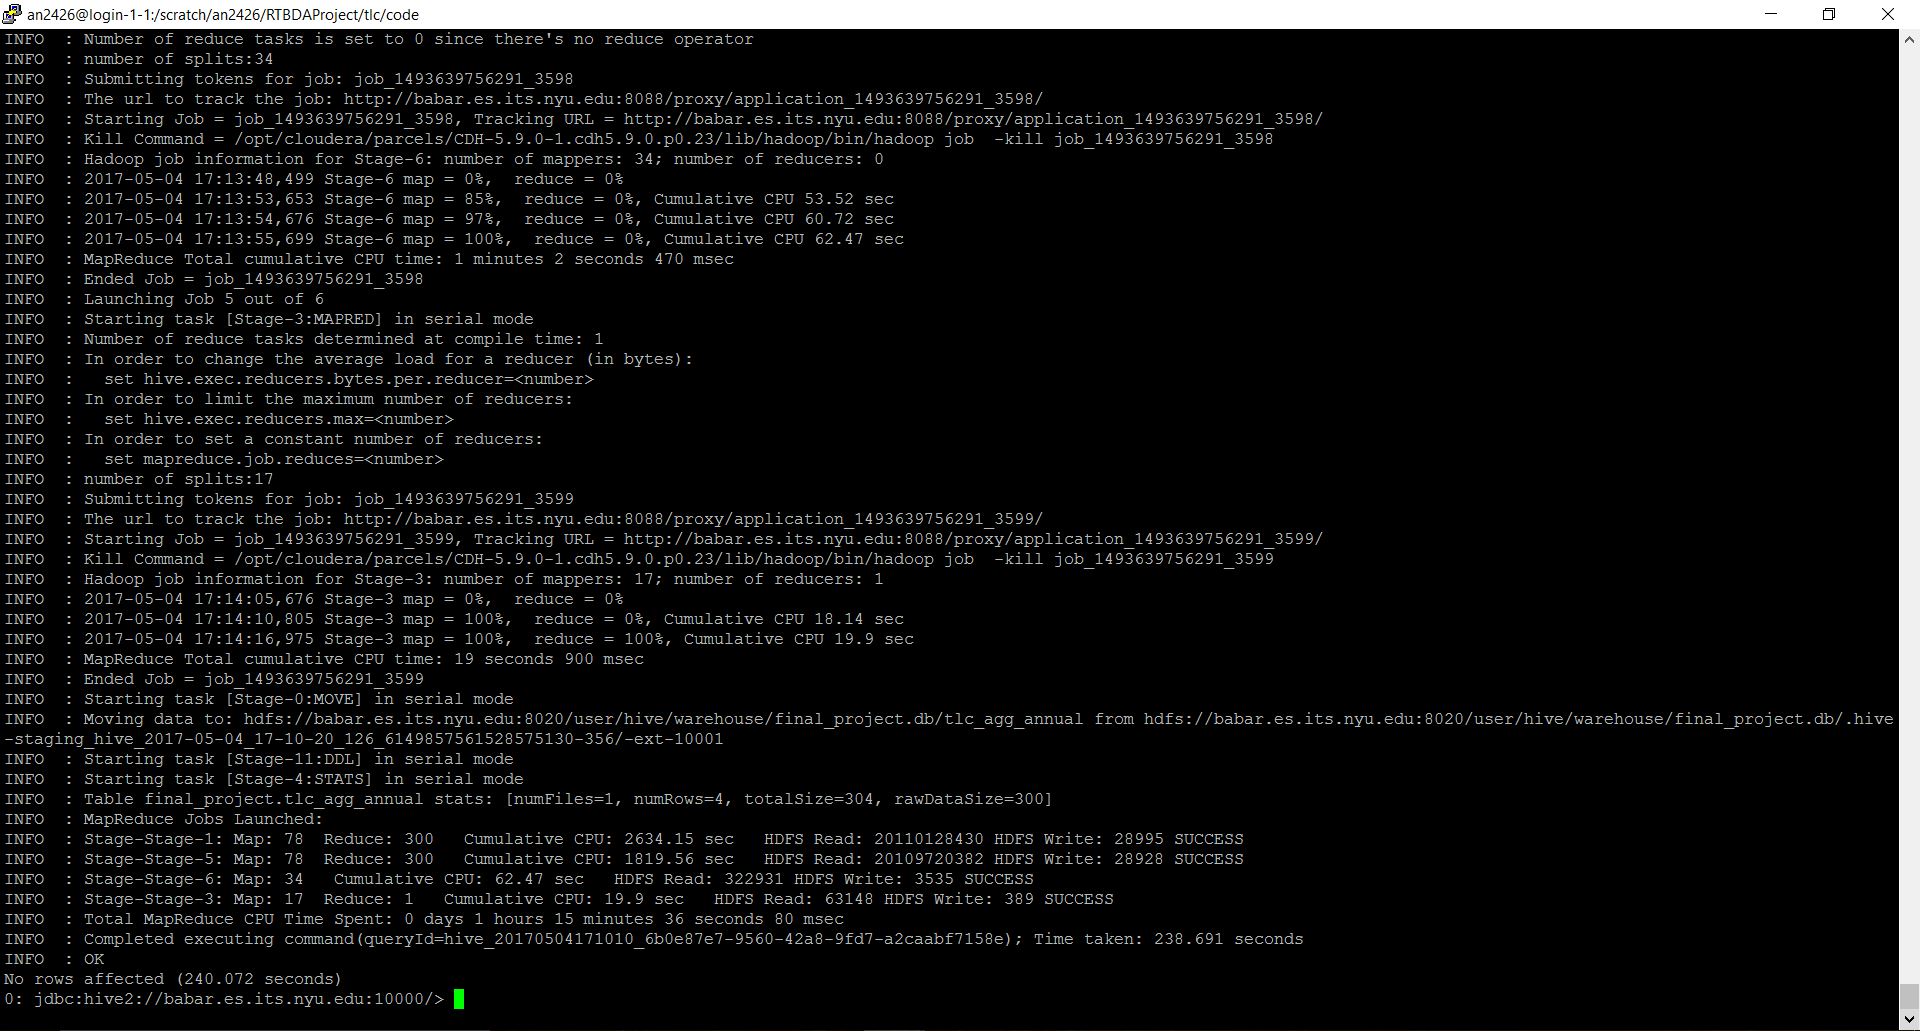 an2426@login-1-1:/scratch/an2426/RTBDAProject/tlc/code
INFO  : Number of reduce tasks is set to 0 since there's no reduce operator
INFO  : number of splits:34
INFO  : Submitting tokens for job: job_1493639756291_3598
INFO  : The url to track the job: http://babar.es.its.nyu.edu:8088/proxy/application_1493639756291_3598/
INFO  : Starting Job = job_1493639756291_3598, Tracking URL = http://babar.es.its.nyu.edu:8088/proxy/application_1493639756291_3598/
INFO  : Kill Command = /opt/cloudera/parcels/CDH-5.9.0-1.cdh5.9.0.p0.23/lib/hadoop/bin/hadoop job  -kill job_1493639756291_3598
INFO  : Hadoop job information for Stage-6: number of mappers: 34; number of reducers: 0
INFO  : 2017-05-04 17:13:48,499 Stage-6 map = 0%,  reduce = 0%
INFO  : 2017-05-04 17:13:53,653 Stage-6 map = 85%,  reduce = 0%, Cumulative CPU 53.52 sec
INFO  : 2017-05-04 17:13:54,676 Stage-6 map = 97%,  reduce = 0%, Cumulative CPU 60.72 sec
INFO  : 2017-05-04 17:13:55,699 Stage-6 map = 100%,  reduce = 0%, Cumulative CPU 62.47 sec
INFO  : MapReduce Total cumulative CPU time: 1 minutes 2 seconds 470 msec
INFO  : Ended Job = job_1493639756291_3598
INFO  : Launching Job 5 out of 6
INFO  : Starting task [Stage-3:MAPRED] in serial mode
INFO  : Number of reduce tasks determined at compile time: 1
INFO  : In order to change the average load for a reducer (in bytes):
INFO  :   set hive.exec.reducers.bytes.per.reducer=<number>
INFO  : In order to limit the maximum number of reducers:
INFO  :   set hive.exec.reducers.max=<number>
INFO  : In order to set a constant number of reducers:
INFO  :   set mapreduce.job.reduces=<number>
INFO  : number of splits:17
INFO  : Submitting tokens for job: job_1493639756291_3599
INFO  : The url to track the job: http://babar.es.its.nyu.edu:8088/proxy/application_1493639756291_3599/
INFO  : Starting Job = job_1493639756291_3599, Tracking URL = http://babar.es.its.nyu.edu:8088/proxy/application_1493639756291_3599/
INFO  : Kill Command = /opt/cloudera/parcels/CDH-5.9.0-1.cdh5.9.0.p0.23/lib/hadoop/bin/hadoop job  -kill job_1493639756291_3599
INFO  : Hadoop job information for Stage-3: number of mappers: 17; number of reducers: 1
INFO  : 2017-05-04 17:14:05,676 Stage-3 map = 0%,  reduce = 0%
INFO  : 2017-05-04 17:14:10,805 Stage-3 map = 100%,  reduce = 0%, Cumulative CPU 18.14 sec
INFO  : 2017-05-04 17:14:16,975 Stage-3 map = 100%,  reduce = 100%, Cumulative CPU 19.9 sec
INFO  : MapReduce Total cumulative CPU time: 19 seconds 900 msec
INFO  : Ended Job = job_1493639756291_3599
INFO  : Starting task [Stage-0:MOVE] in serial mode
INFO  : Moving data to: hdfs://babar.es.its.nyu.edu:8020/user/hive/warehouse/final_project.db/tlc_agg_annual from hdfs://babar.es.its.nyu.edu:8020/user/hive/warehouse/final_project.db/.hive
-staging_hive_2017-05-04_17-10-20_126_6149857561528575130-356/-ext-10001
INFO  : Starting task [Stage-11:DDL] in serial mode
INFO  : Starting task [Stage-4:STATS] in serial mode
INFO  : Table final_project.tlc_agg_annual stats: [numFiles=1, numRows=4, totalSize=304, rawDataSize=300]
INFO  : MapReduce Jobs Launched:
INFO  : Stage-Stage-1: Map: 78  Reduce: 300   Cumulative CPU: 2634.15 sec   HDFS Read: 20110128430 HDFS Write: 28995 SUCCESS
INFO  : Stage-Stage-5: Map: 78  Reduce: 300   Cumulative CPU: 1819.56 sec   HDFS Read: 20109720382 HDFS Write: 28928 SUCCESS
INFO  : Stage-Stage-6: Map: 34   Cumulative CPU: 62.47 sec   HDFS Read: 322931 HDFS Write: 3535 SUCCESS
INFO  : Stage-Stage-3: Map: 17  Reduce: 1   Cumulative CPU: 19.9 sec   HDFS Read: 63148 HDFS Write: 389 SUCCESS
INFO  : Total MapReduce CPU Time Spent: 0 days 1 hours 15 minutes 36 seconds 80 msec
INFO  : Completed executing command(queryId=hive_20170504171010_6b0e87e7-9560-42a8-9fd7-a2caabf7158e); Time taken: 238.691 seconds
INFO  : OK
No rows affected (240.072 seconds)
0: jdbc:hive2://babar.es.its.nyu.edu:10000/>